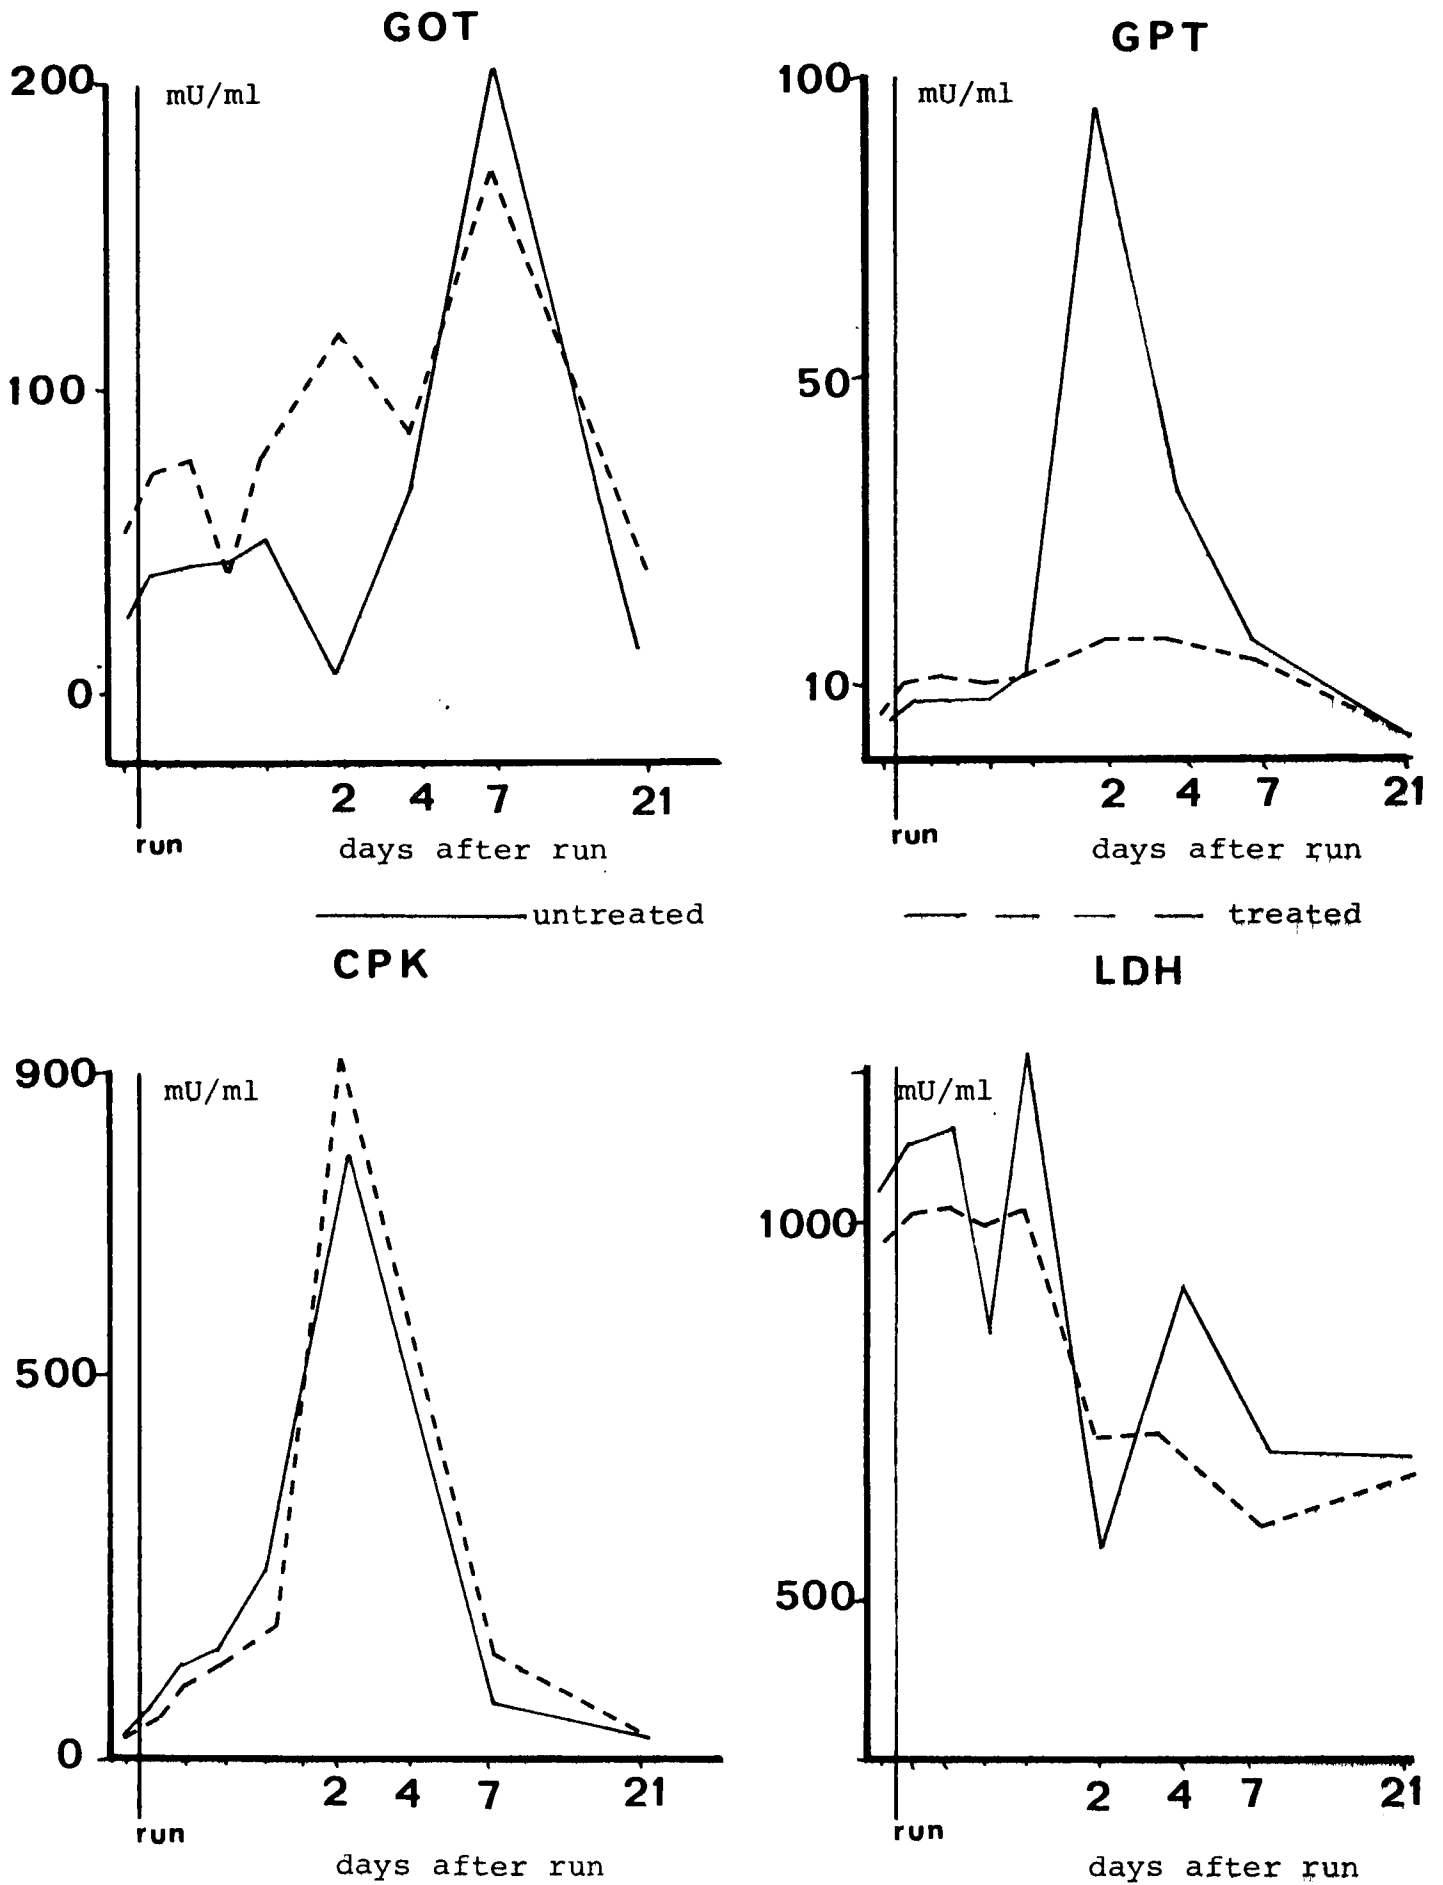 GOT
GPT
200
mU/ml
100
mU/ml
100
50
0
10
2 4 7 21
2 4 7 21
run
days after run
run
days after run
untreated
treated
CPK
LDH
900
mU/ml
mU/ml
500
1000
500
0
2 4 7 21
2 4 7 21
run
days after run
run
days after run